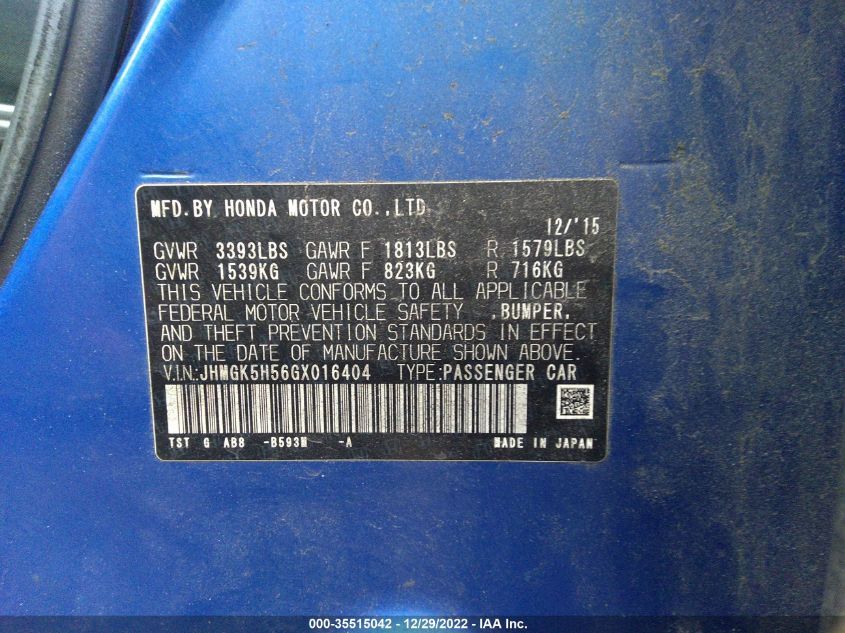 MFD.BY HONDA MOTOR CO.,LTD
12/'15
GVWR 3393LBS GAWR F 1813LBS R 1579LBS
GVWR 1539KG GAWR F 823KG R 716KG
THIS VEHICLE CONFORMS TO ALL APPLICABLE
FEDERAL MOTOR VEHICLE SAFETY ,BUMPER,
AND THEFT PREVENTION STANDARDS IN EFFECT
ON THE DATE OF MANUFACTURE SHOWN ABOVE.
V.I.N.:JHMGK5H56GX016404 TYPE:PASSENGER CAR
TST G AB8 -B593M -A MADE IN JAPAN
000-35515042 - 12/29/2022 - IAA Inc.